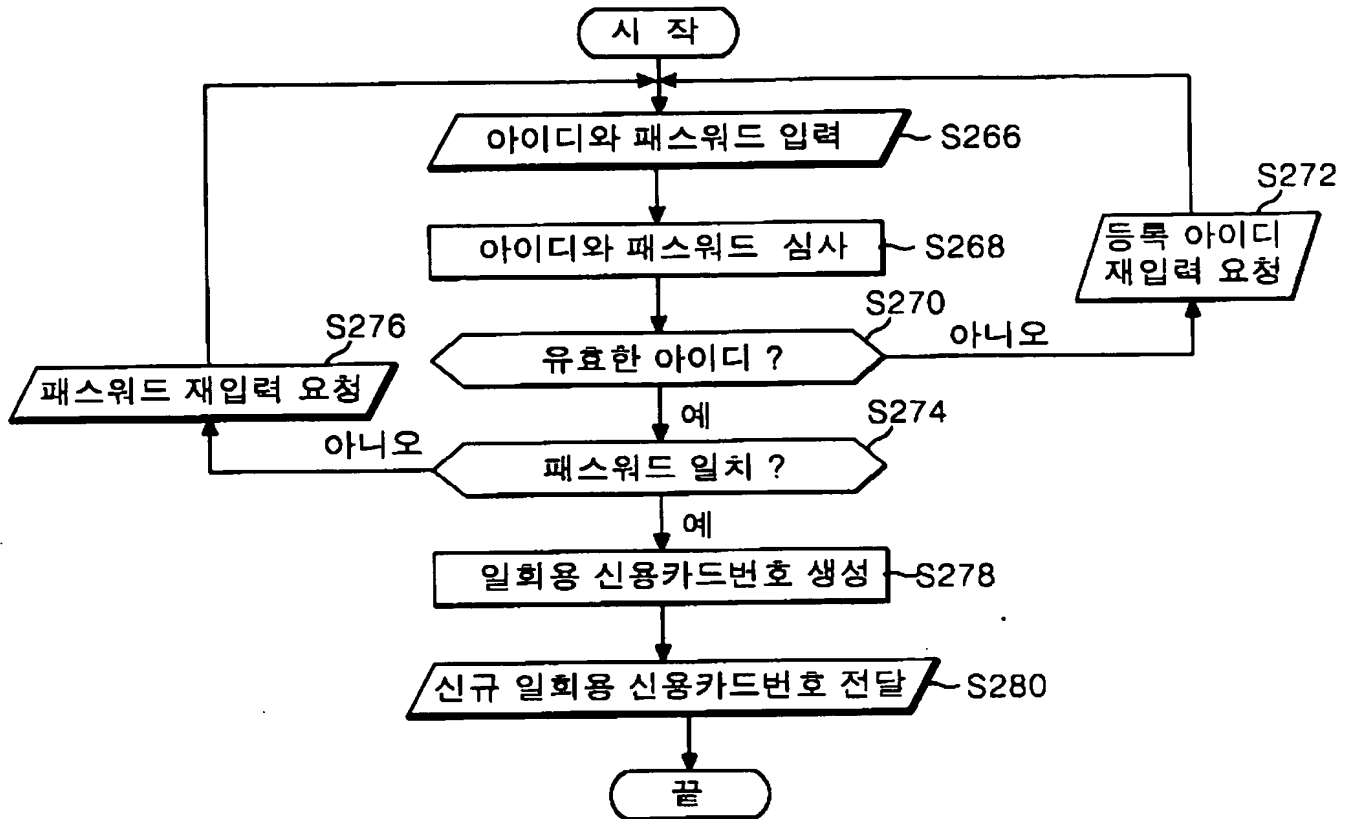 시 작
아이디와 패스워드 입력
S266
S272
등록 아이디
재입력 요청
아이디와 패스워드 심사
S268
S270
유효한 아이디 ?
아니오
S276
패스워드 재입력 요청
예
S274
아니오
패스워드 일치 ?
예
일회용 신용카드번호 생성
S278
신규 일회용 신용카드번호 전달
S280
끝